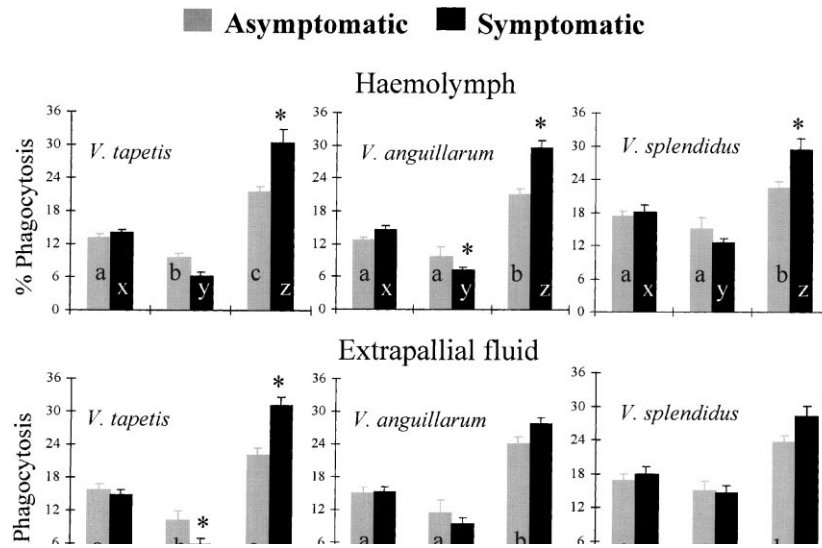 Asymptomatic Symptomatic
Haemolymph
% Phagocytosis
36 30 24 18 12 6 0
V. tapetis
*
a x b y c z
36 30 24 18 12 6 0
V. anguillarum
* *
a x a y b z
36 30 24 18 12 6 0
V. splendidus
*
a x a y b z
Extrapallial fluid
Phagocytosis
36 30 24 18 12 6
V. tapetis
* *
36 30 24 18 12 6
V. anguillarum
a a b
36 30 24 18 12 6
V. splendidus